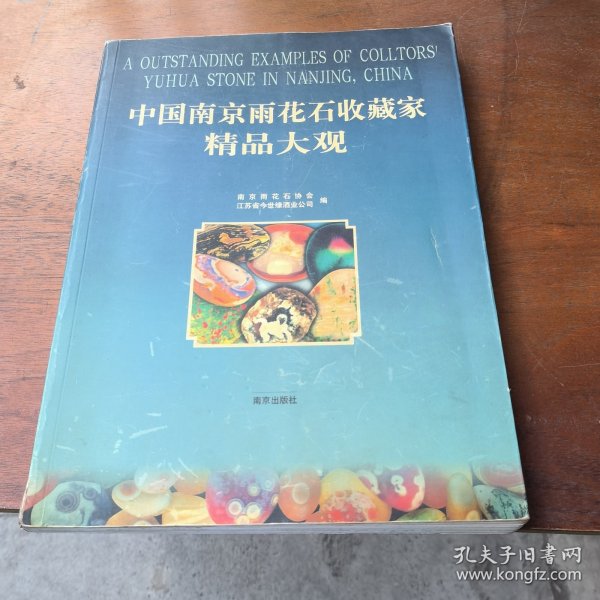 A OUTSTANDING EXAMPLES OF COLLTORS'
YUHUA STONE IN NANJING, CHINA
中国南京雨花石收藏家
精品大观
南京雨花石协会
江苏省今世缘酒业公司 编
南京出版社
孔夫子旧书网
www.kongfz.com